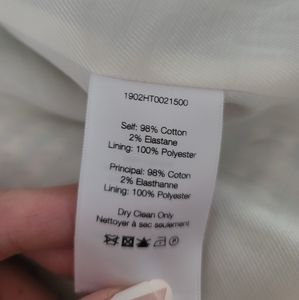 1902HT0021500
Self: 98% Cotton
2% Elastane
Lining: 100% Polyester
Principal: 98% Coton
2% Elasthanne
Lining: 100% Polyester
Dry Clean Only
Nettoyer à sec seulement